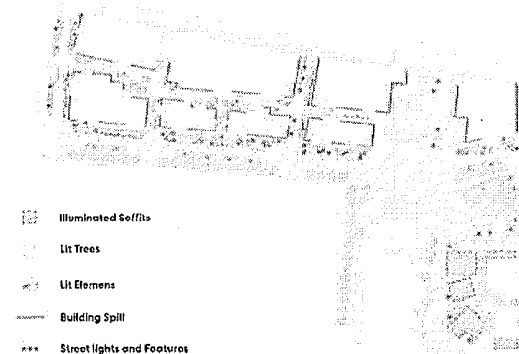 Illuminated Soffits
Lit Trees
Lit Elemens
Building Spill
Street lights and Features